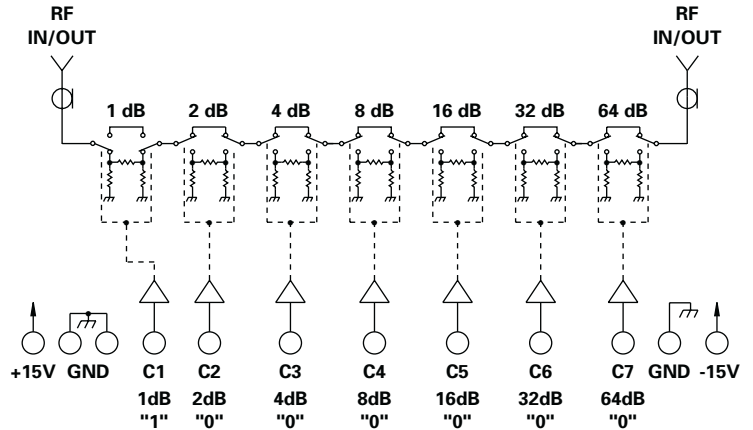 RF RF
IN/OUT IN/OUT
1 dB 2 dB 4 dB 8 dB 16 dB 32 dB 64 dB
+15V GND C1 C2 C3 C4 C5 C6 C7 GND -15V
1dB 2dB 4dB 8dB 16dB 32dB 64dB
"1" "0" "0" "0" "0" "0" "0"